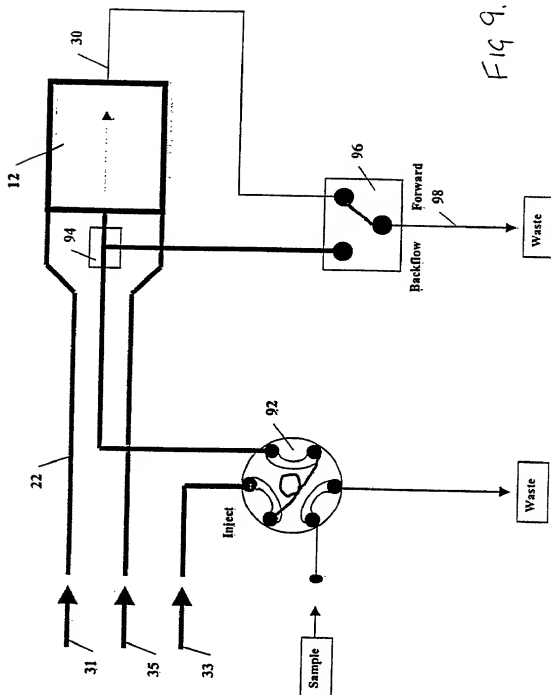 30
12
FIG 9.
94
96
Forward
98
Backflow
Waste
22
92
Inject
Waste
31
35
33
Sample